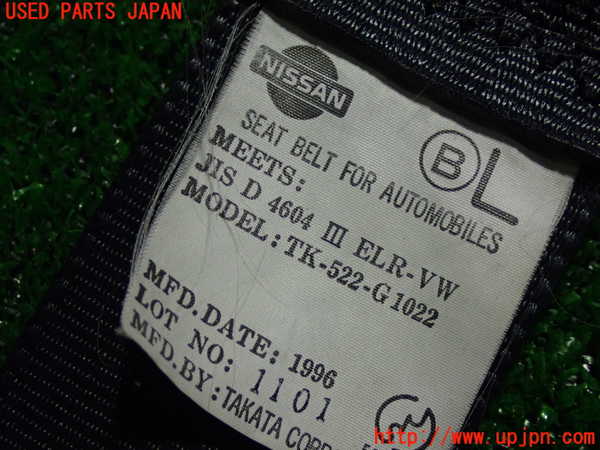 USED PARTS JAPAN
NISSAN
SEAT BELT FOR AUTOMOBILES
Ⓑ L
MEETS:
JIS D 4604 III ELR-VW
MODEL: TK-522-G1022
MFD.DATE: 1996
LOT NO: 1101
MFD.BY: TAKATA CORP
http://www.upjpn.com/